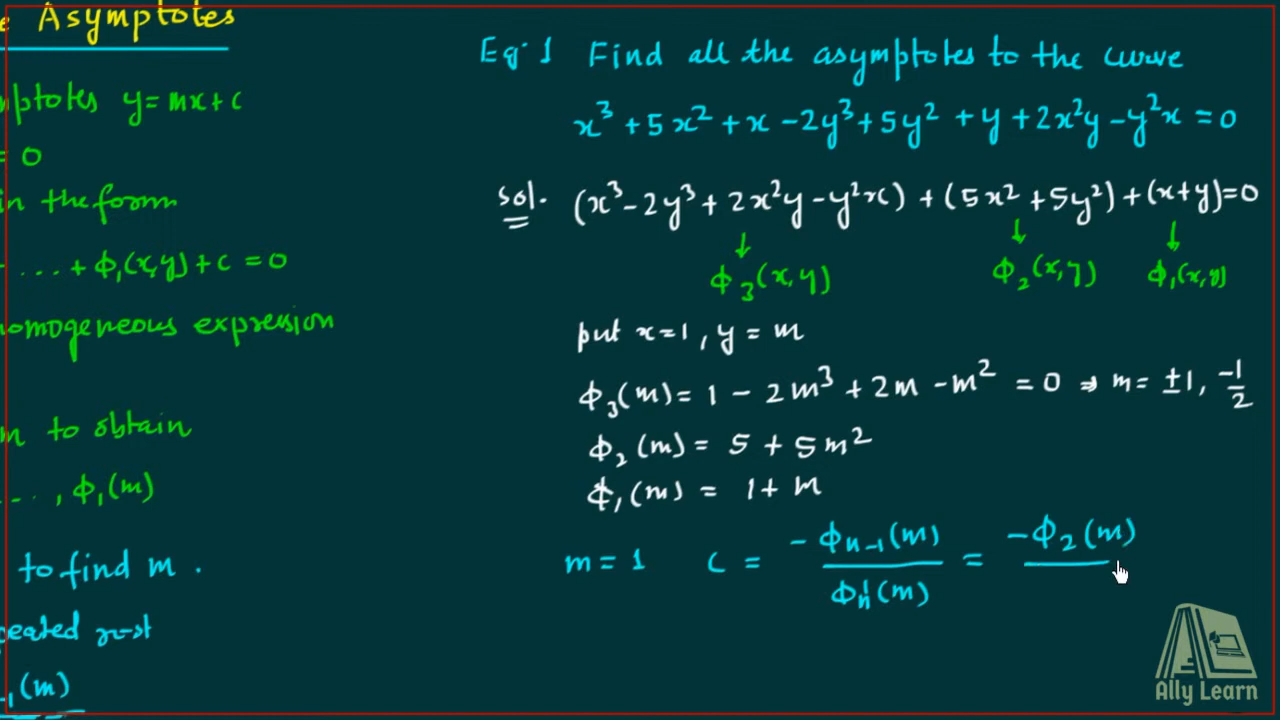 Asymptotes
y=mx+c
= 0
in the form
... + ϕ₁(x,y) + c = 0
homogeneous expression
m to obtain
..., ϕ₁(m)
to find m.
₁(m)
Eg. 1 Find all the asymptotes to the curve
x³ + 5x² + x - 2y³ + 5y² + y + 2x²y - y²x = 0
Sol. (x³ - 2y³ + 2x²y - y²x) + (5x² + 5y²) + (x+y) = 0
↓ ↓ ↓
ϕ₃(x,y) ϕ₂(x,y) ϕ₁(x,y)
put x=1, y = m
ϕ₃(m) = 1 - 2m³ + 2m - m² = 0 ⇒ m = ±1, -1/2
ϕ₂(m) = 5 + 5m²
ϕ₁(m) = 1 + m
m = 1 c = -ϕₙ₋₁(m) / ϕₙ'(m) = -ϕ₂(m)
Ally Learn